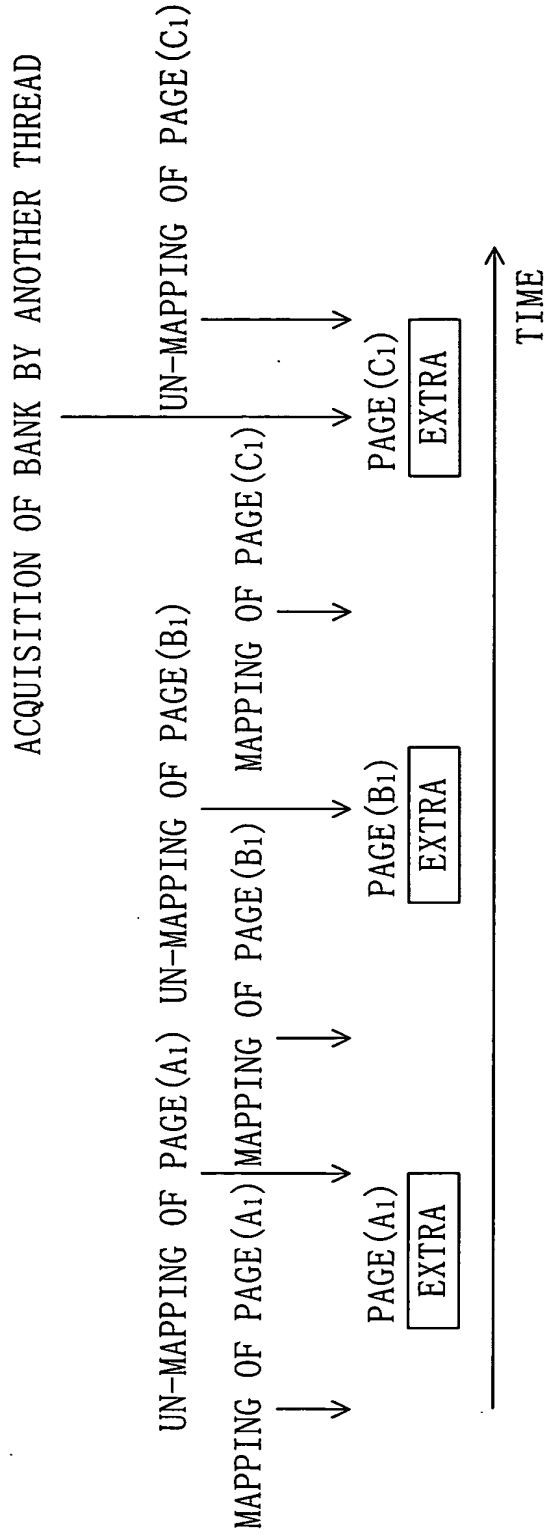 ACQUISITION OF BANK BY ANOTHER THREAD
UN-MAPPING OF PAGE(A1)
UN-MAPPING OF PAGE(B1)
UN-MAPPING OF PAGE(C1)
MAPPING OF PAGE(A1)
MAPPING OF PAGE(B1)
MAPPING OF PAGE(C1)
PAGE(A1)
PAGE(B1)
PAGE(C1)
EXTRA
EXTRA
EXTRA
TIME